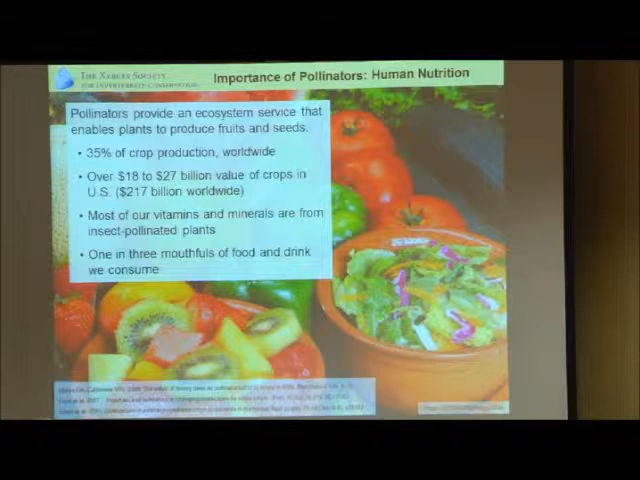 THE XERCES SOCIETY
FOR INVERTEBRATE CONSERVATION
Importance of Pollinators: Human Nutrition
Pollinators provide an ecosystem service that
enables plants to produce fruits and seeds.
• 35% of crop production, worldwide
• Over $18 to $27 billion value of crops in
U.S. ($217 billion worldwide)
• Most of our vitamins and minerals are from
insect-pollinated plants
• One in three mouthfuls of food and drink
we consume